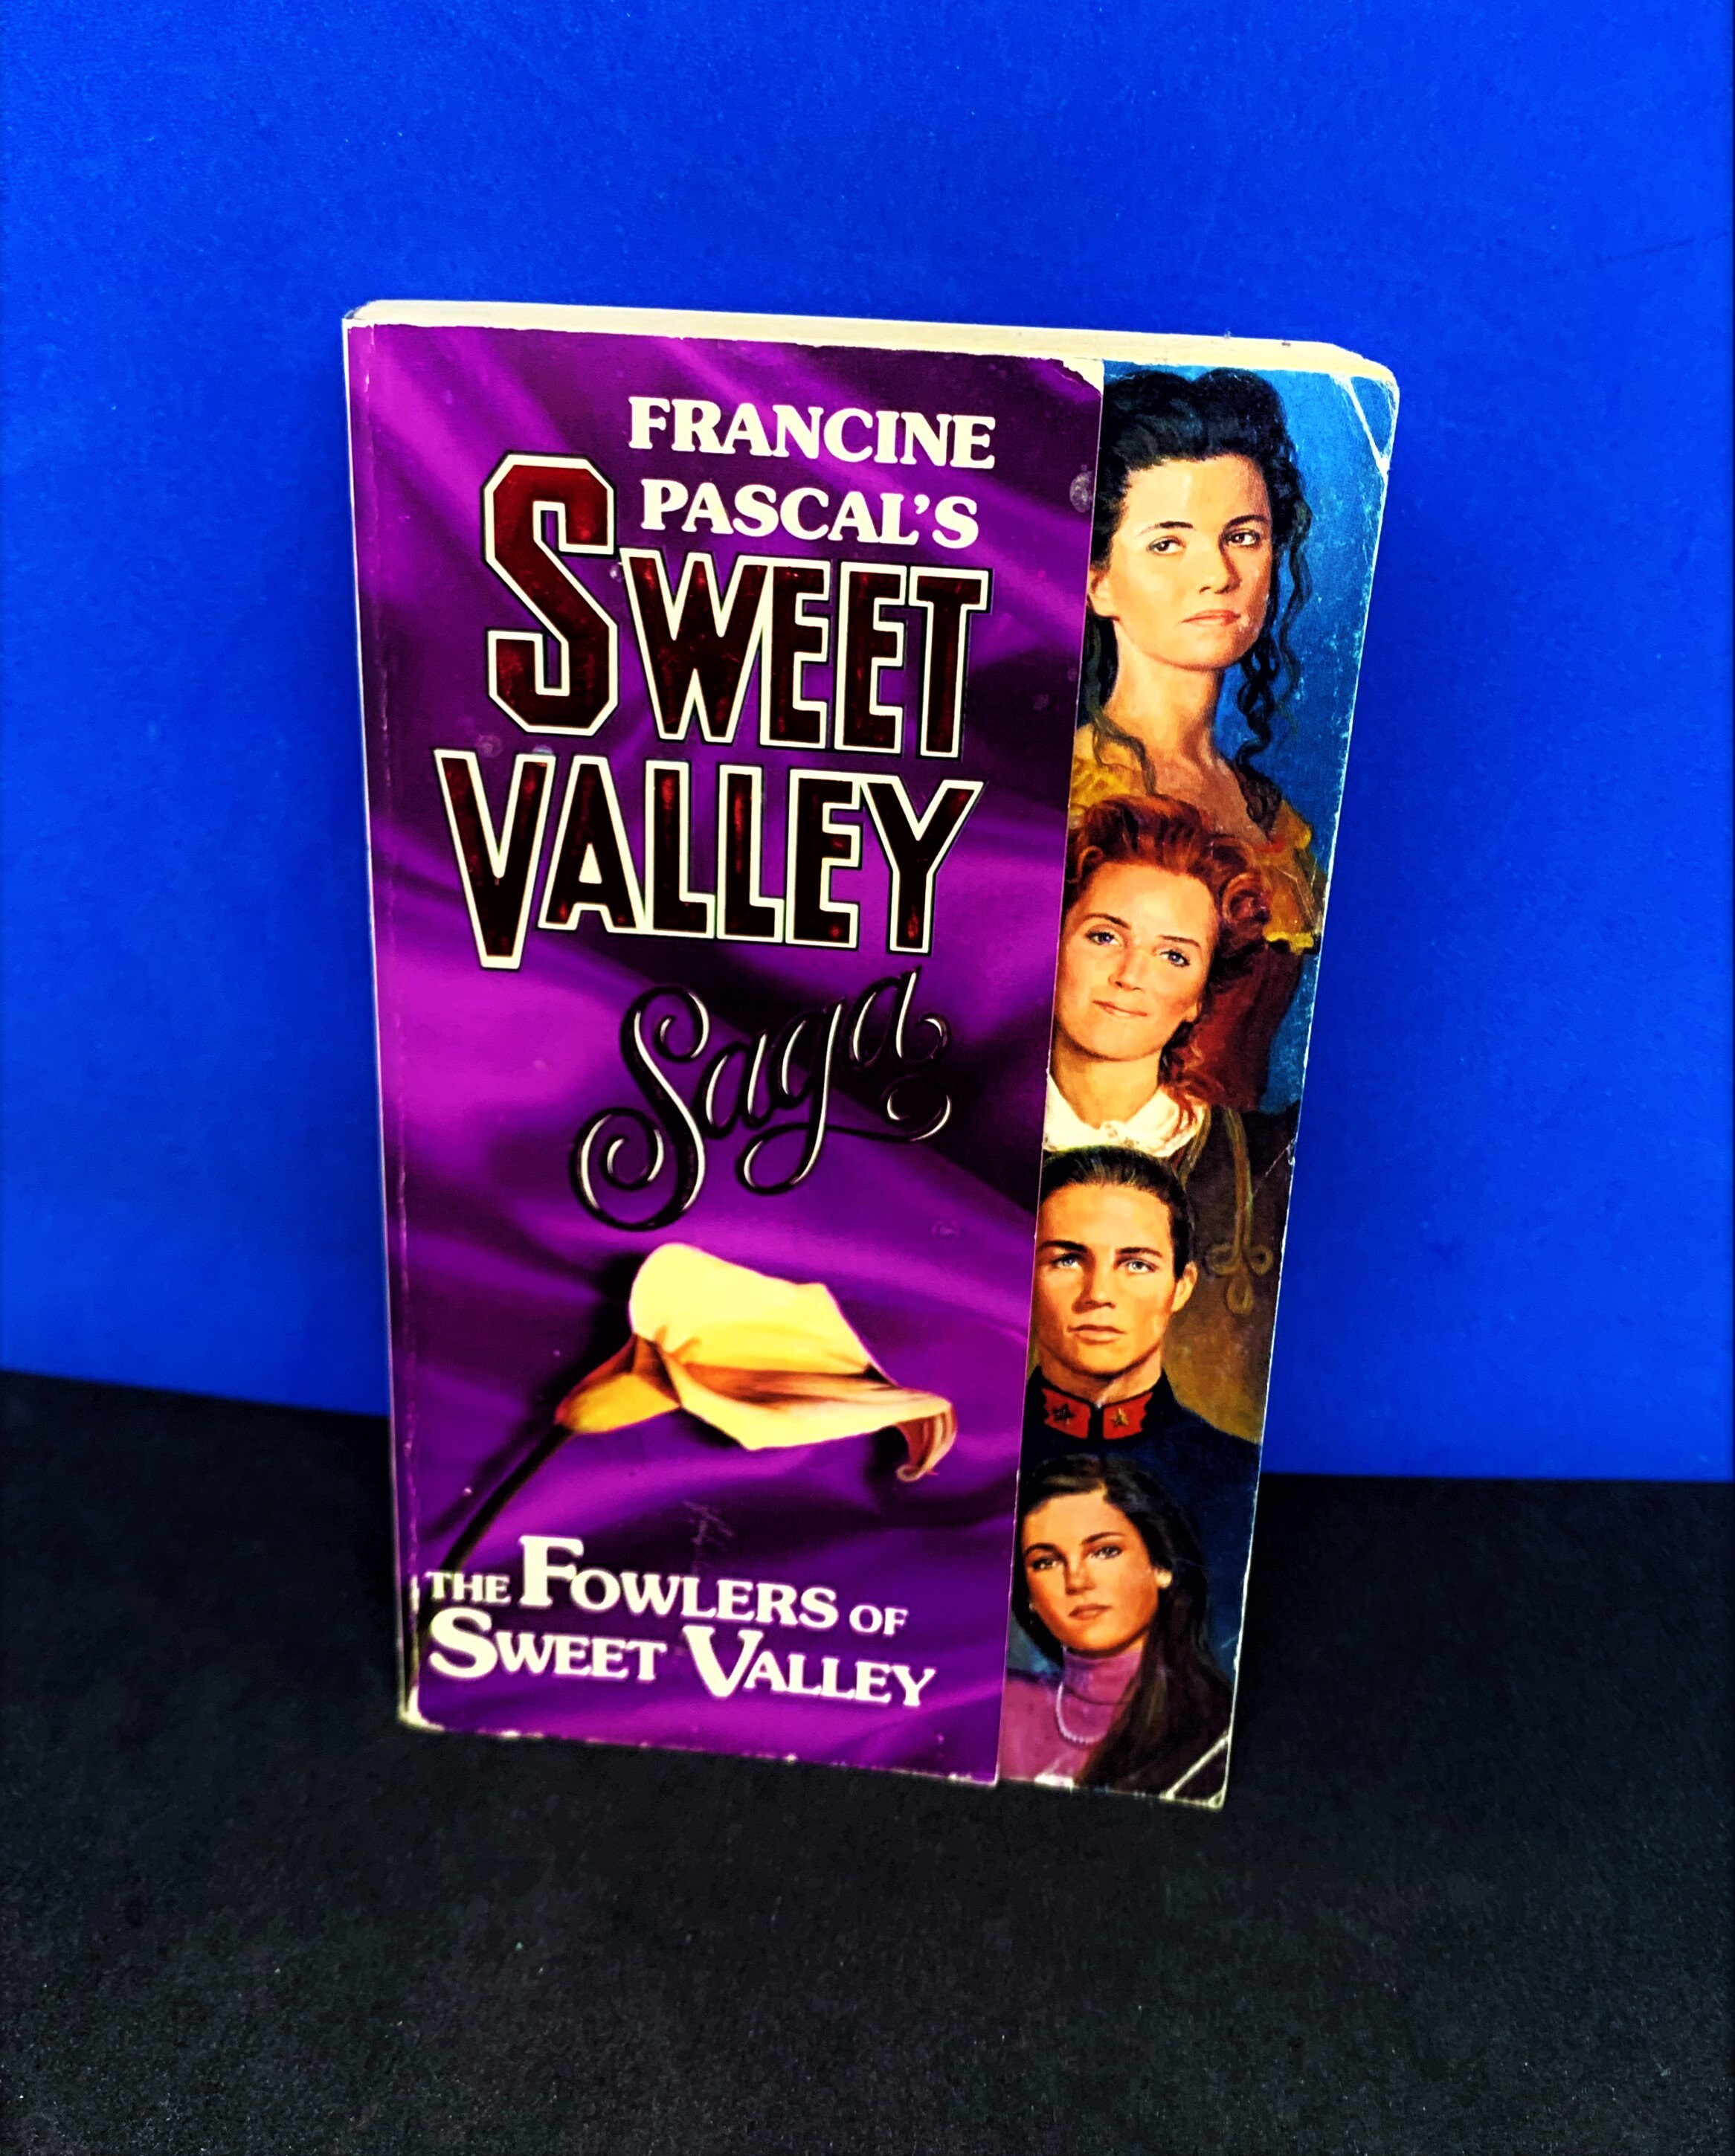 FRANCINE
PASCAL'S
SWEET
VALLEY
Saga
THE FOWLERS OF
SWEET VALLEY